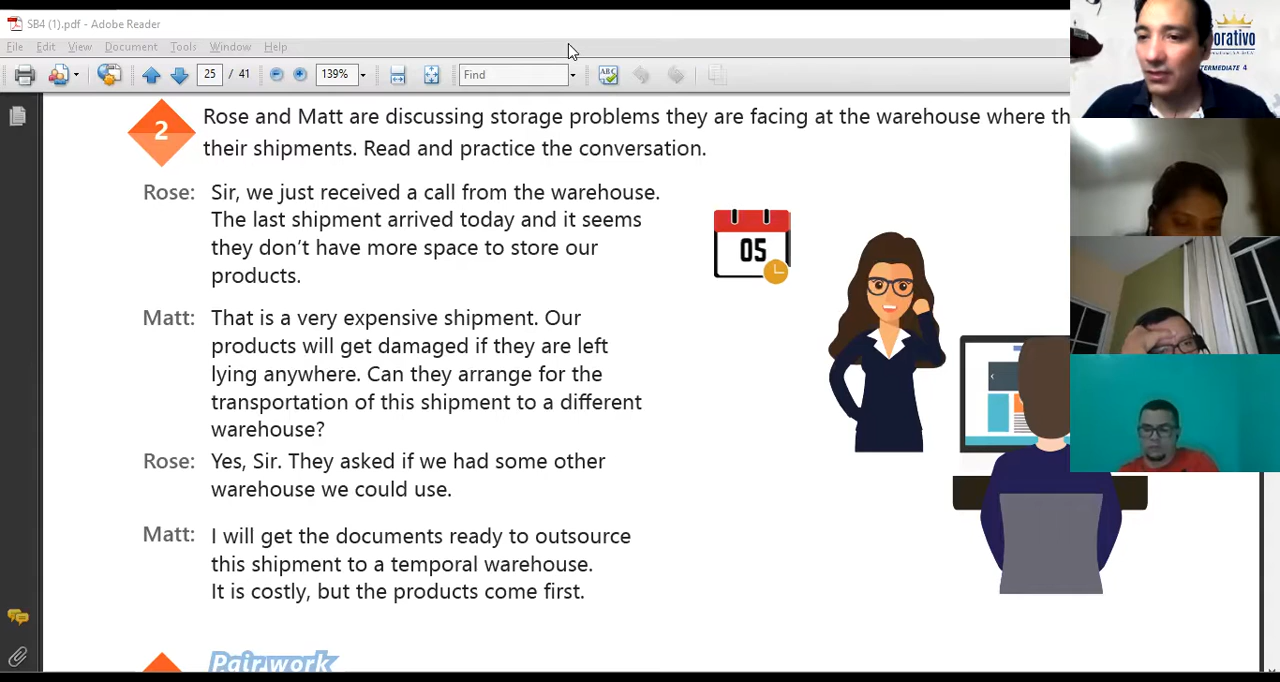 SB4 (1).pdf - Adobe Reader
File Edit View Document Tools Window Help
25 / 41 139% Find
orativo
INTERMEDIATE 4
2
Rose and Matt are discussing storage problems they are facing at the warehouse where
their shipments. Read and practice the conversation.
Rose: Sir, we just received a call from the warehouse.
The last shipment arrived today and it seems
they don't have more space to store our
products.
05
Matt: That is a very expensive shipment. Our
products will get damaged if they are left
lying anywhere. Can they arrange for the
transportation of this shipment to a different
warehouse?
Rose: Yes, Sir. They asked if we had some other
warehouse we could use.
Matt: I will get the documents ready to outsource
this shipment to a temporal warehouse.
It is costly, but the products come first.
Pair work